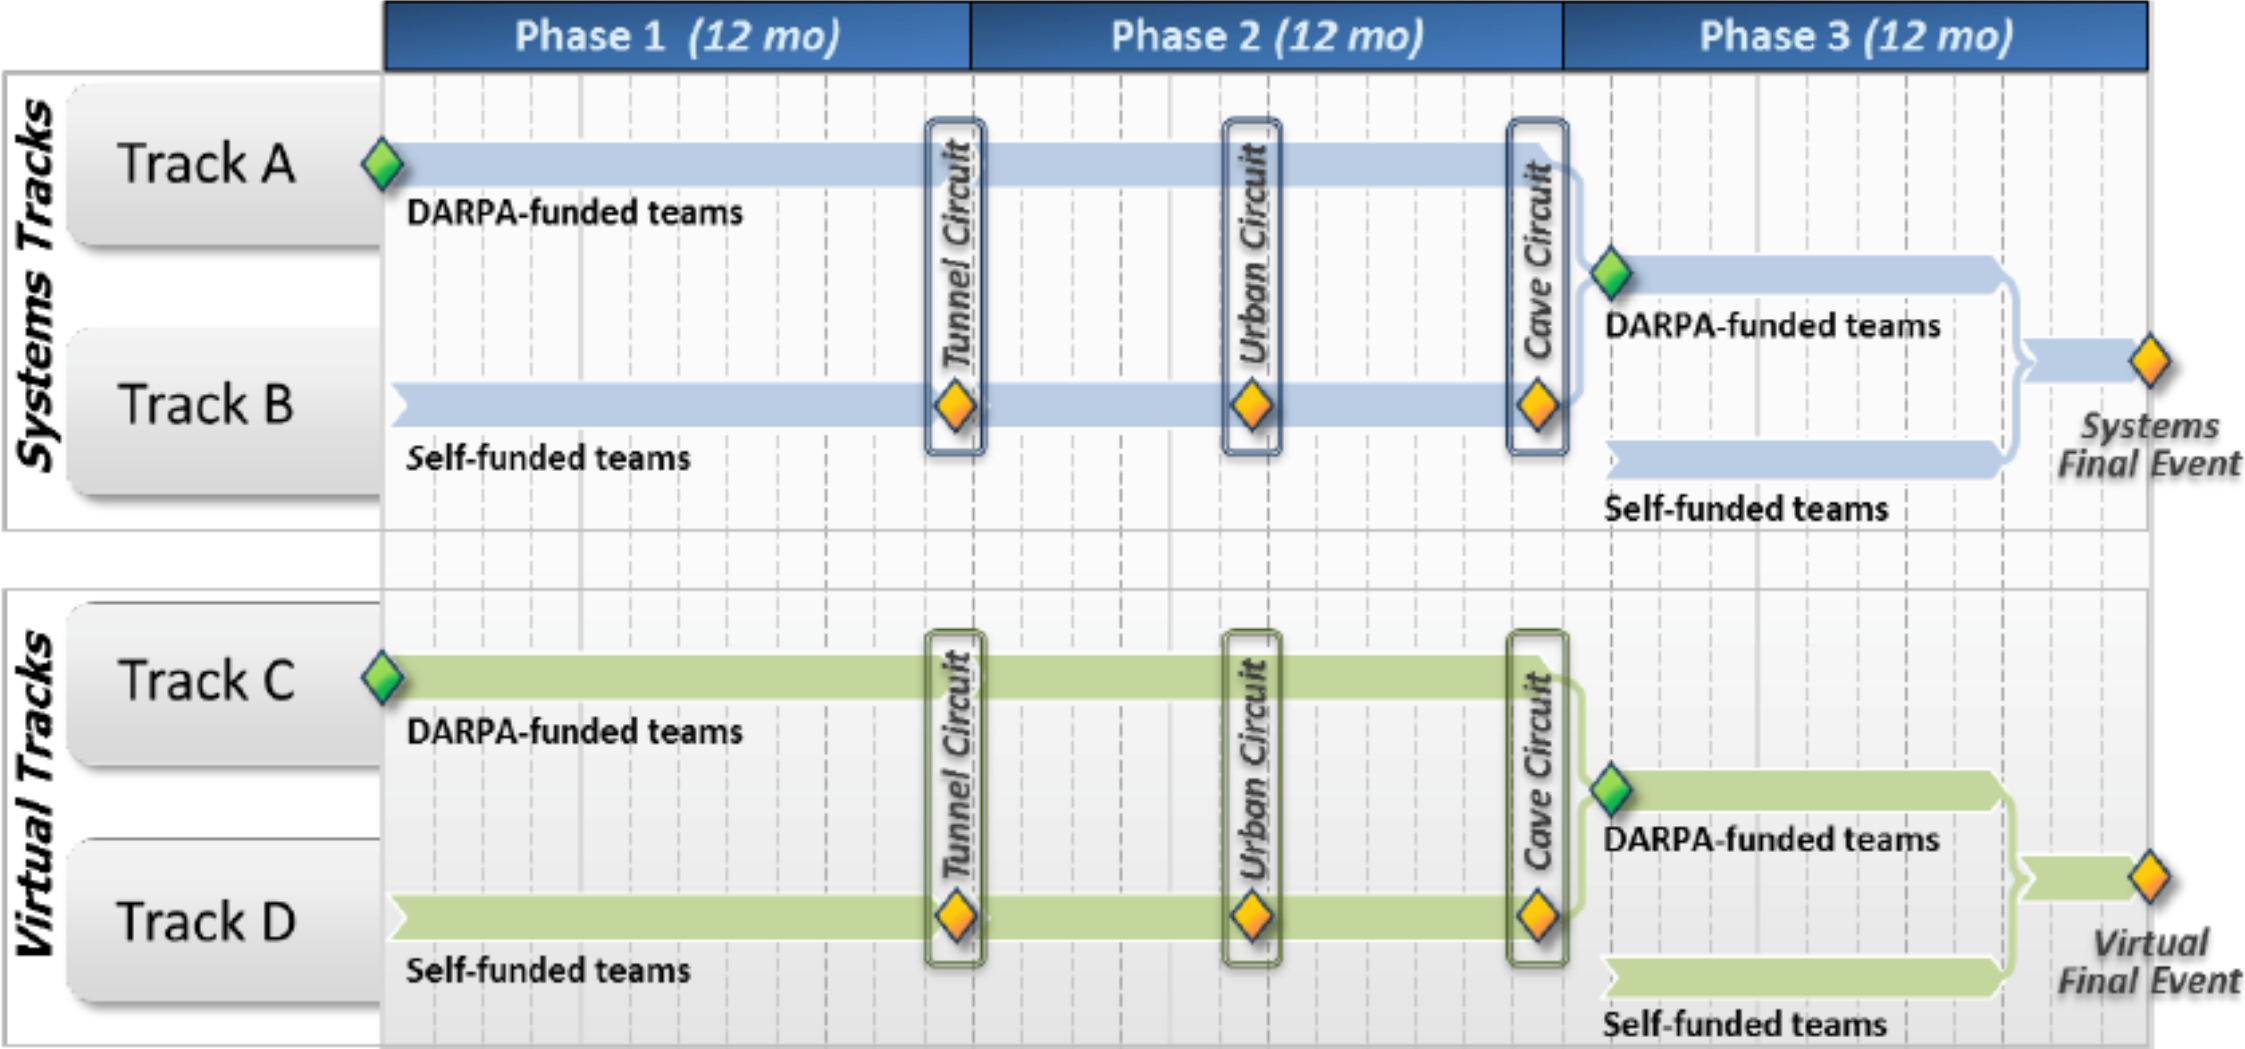 Phase 1 (12 mo)
Phase 2 (12 mo)
Phase 3 (12 mo)
Systems Tracks
Track A
DARPA-funded teams
Track B
Self-funded teams
Tunnel Circuit
Urban Circuit
Cave Circuit
DARPA-funded teams
Self-funded teams
Systems
Final Event
Virtual Tracks
Track C
DARPA-funded teams
Track D
Self-funded teams
Tunnel Circuit
Urban Circuit
Cave Circuit
DARPA-funded teams
Self-funded teams
Virtual
Final Event